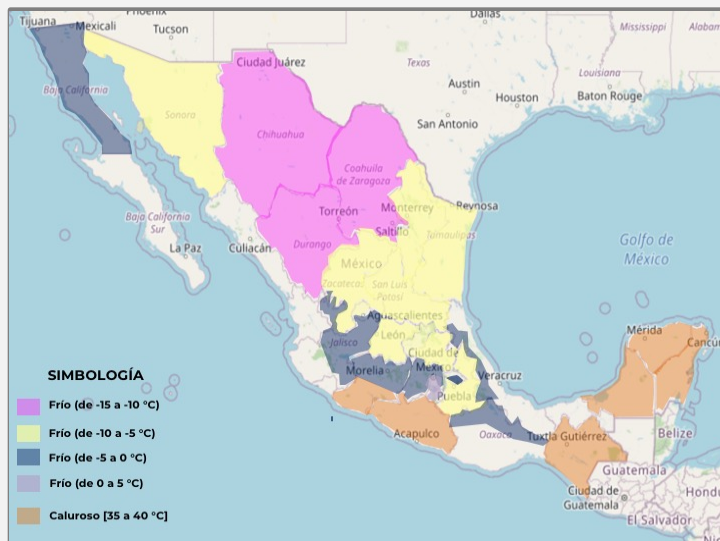 Phoenix
Dallas
Tijuana
Mexicali
Tucson
Mississippi
Alabam
Ciudad Juárez
Texas
Louisiana
Baja California
Sonora
Austin
Houston
Baton Rouge
San Antonio
Chihuahua
Coahuila
de Zaragoza
Baja California
Sur
Torreón
Monterrey
Reynosa
Saltillo
Tamaulipas
La Paz
Culiacán
Durango
Golfo de
México
México
Zacatecas
San Luis
Potosí
Aguascalientes
León
Jalisco
Ciudad de
México
Mérida
Cancún
SIMBOLOGÍA
Morelia
Veracruz
Puebla
Frío (de -15 a -10 °C)
Frío (de -10 a -5 °C)
Frío (de -5 a 0 °C)
Frío (de 0 a 5 °C)
Caluroso [35 a 40 °C]
Acapulco
Oaxaca
Tuxtla Gutiérrez
Belize
Guatemala
Ciudad de
Guatemala
Hondu
El Salvador